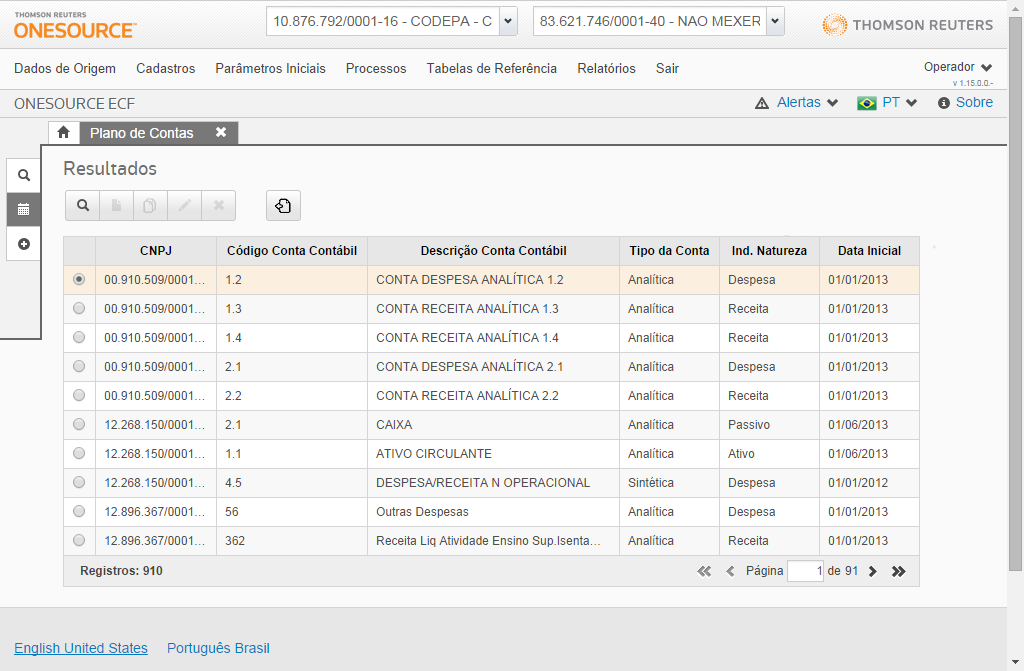 THOMSON REUTERS
ONESOURCE™
10.876.792/0001-16 - CODEPA - C
83.621.746/0001-40 - NAO MEXER
THOMSON REUTERS
Dados de Origem Cadastros Parâmetros Iniciais Processos Tabelas de Referência Relatórios Sair
Operador
v 1.15.0.0.-
ONESOURCE ECF
Alertas PT Sobre
Plano de Contas
Resultados
CNPJ Código Conta Contábil Descrição Conta Contábil Tipo da Conta Ind. Natureza Data Inicial
00.910.509/0001... 1.2 CONTA DESPESA ANALÍTICA 1.2 Analítica Despesa 01/01/2013
00.910.509/0001... 1.3 CONTA RECEITA ANALÍTICA 1.3 Analítica Receita 01/01/2013
00.910.509/0001... 1.4 CONTA RECEITA ANALÍTICA 1.4 Analítica Receita 01/01/2013
00.910.509/0001... 2.1 CONTA DESPESA ANALÍTICA 2.1 Analítica Despesa 01/01/2013
00.910.509/0001... 2.2 CONTA RECEITA ANALÍTICA 2.2 Analítica Receita 01/01/2013
12.268.150/0001... 2.1 CAIXA Analítica Passivo 01/06/2013
12.268.150/0001... 1.1 ATIVO CIRCULANTE Analítica Ativo 01/06/2013
12.268.150/0001... 4.5 DESPESA/RECEITA N OPERACIONAL Sintética Despesa 01/01/2012
12.896.367/0001... 56 Outras Despesas Analítica Despesa 01/01/2013
12.896.367/0001... 362 Receita Liq Atividade Ensino Sup.Isenta... Analítica Receita 01/01/2013
Registros: 910
Página 1 de 91
English United States Português Brasil